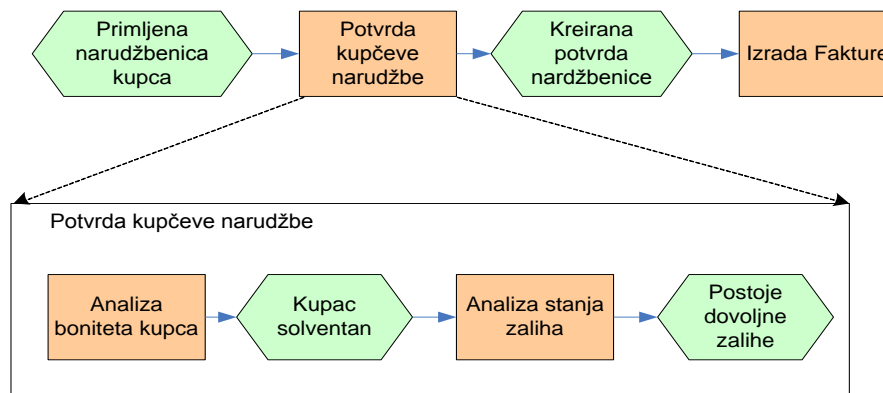 Primljena
narudžbenica
kupca
Potvrda
kupčeve
narudžbe
Kreirana
potvrda
nardžbenice
Izrada Fakture
Potvrda kupčeve narudžbe
Analiza
boniteta kupca
Kupac
solventan
Analiza stanja
zaliha
Postoje
dovoljne
zalihe